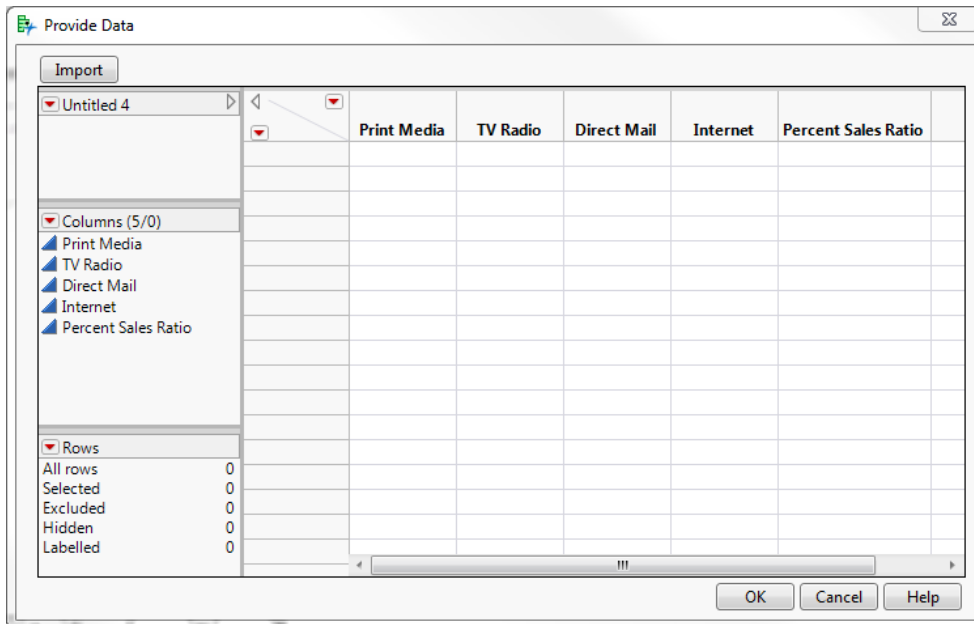 Provide Data
Import
Untitled 4
Print Media TV Radio Direct Mail Internet Percent Sales Ratio
Columns (5/0)
Print Media
TV Radio
Direct Mail
Internet
Percent Sales Ratio
Rows
All rows 0
Selected 0
Excluded 0
Hidden 0
Labelled 0
OK Cancel Help